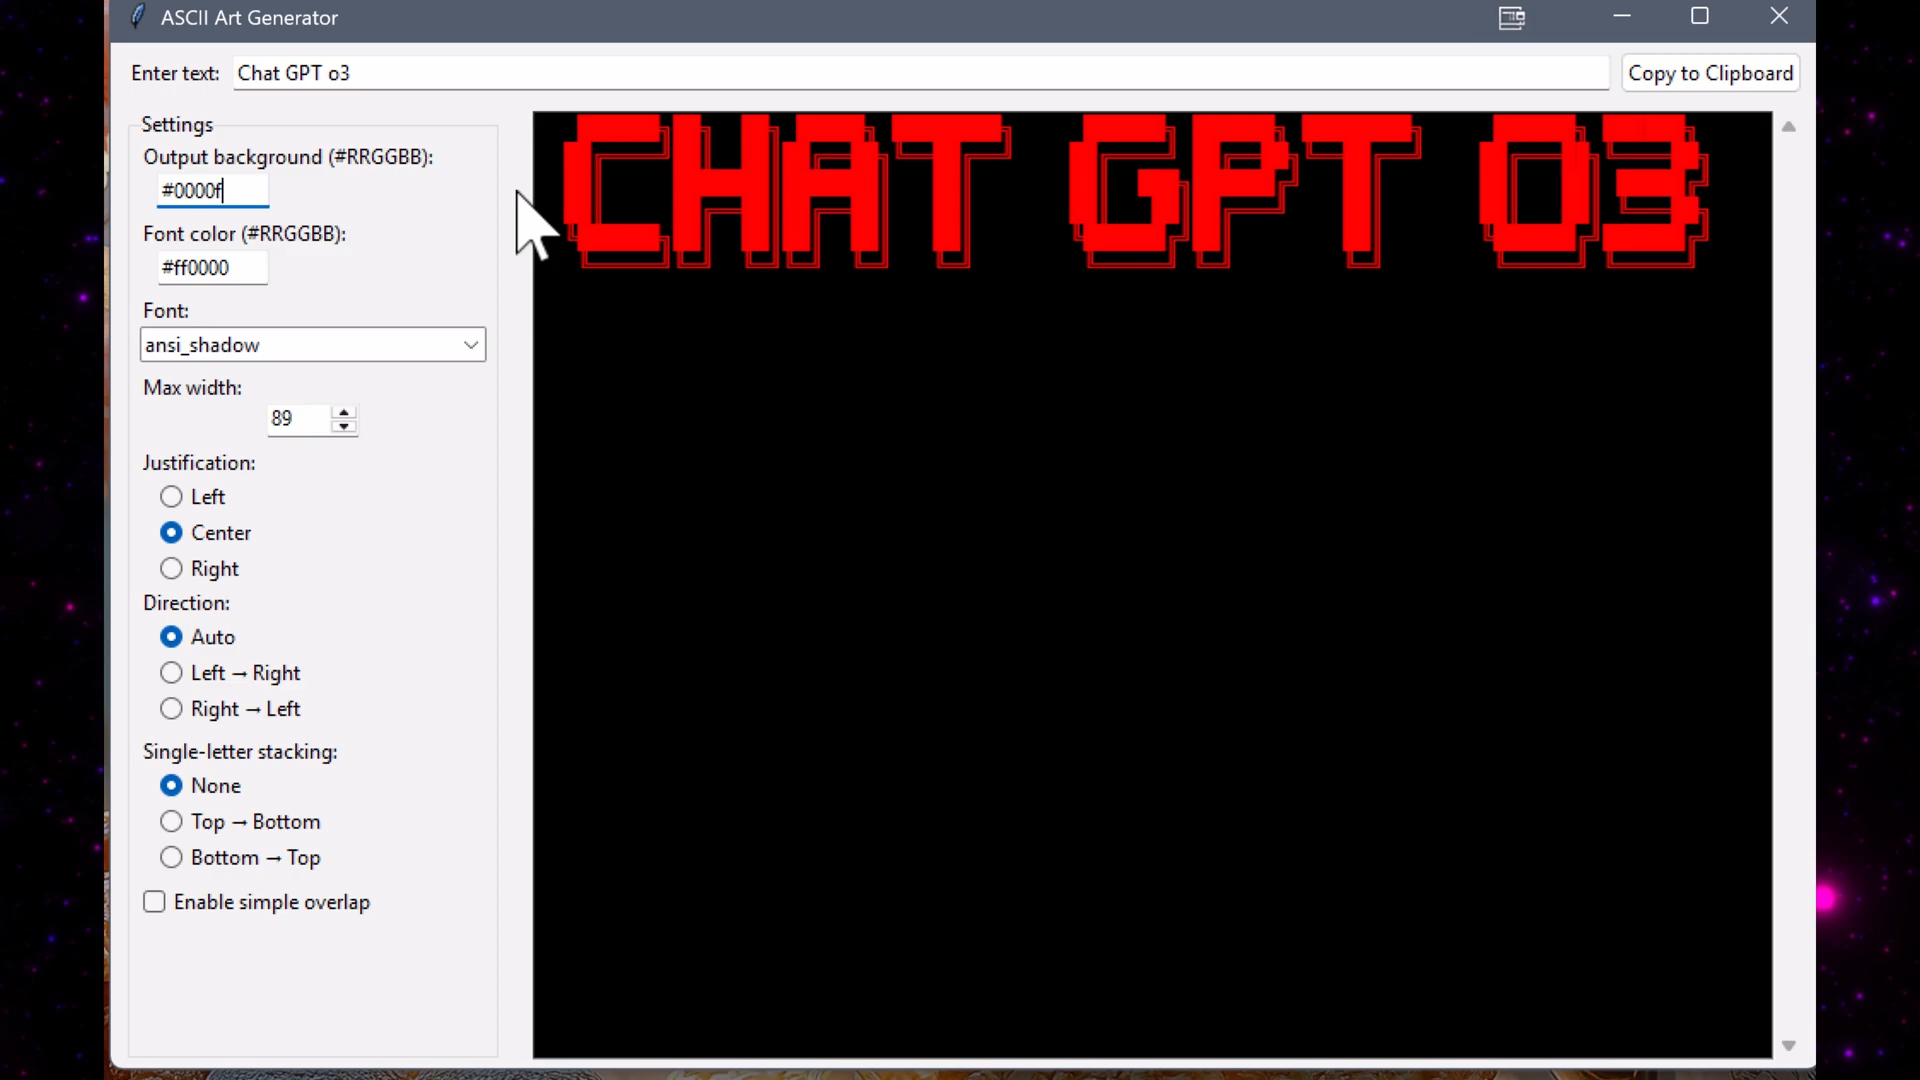 ASCII Art Generator
Enter text: Chat GPT o3 Copy to Clipboard
Settings
Output background (#RRGGBB):
#0000f
Font color (#RRGGBB):
#ff0000
Font:
ansi_shadow
Max width:
89
Justification:
Left
Center
Right
Direction:
Auto
Left → Right
Right → Left
Single-letter stacking:
None
Top → Bottom
Bottom → Top
Enable simple overlap
CHAT GPT O3